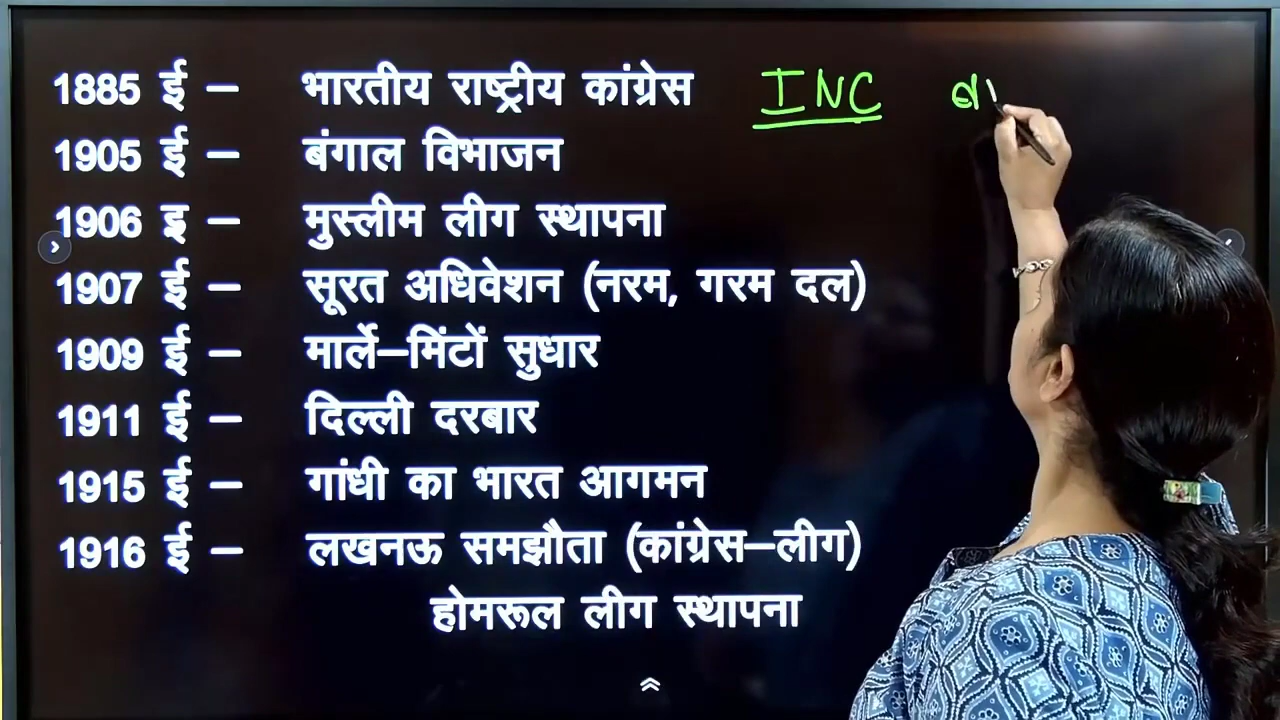 1885 ई – भारतीय राष्ट्रीय कांग्रेस INC
1905 ई – बंगाल विभाजन
1906 इ – मुस्लीम लीग स्थापना
1907 ई – सूरत अधिवेशन (नरम, गरम दल)
1909 ई – मार्ले–मिंटों सुधार
1911 ई – दिल्ली दरबार
1915 ई – गांधी का भारत आगमन
1916 ई – लखनऊ समझौता (कांग्रेस–लीग)
होमरूल लीग स्थापना